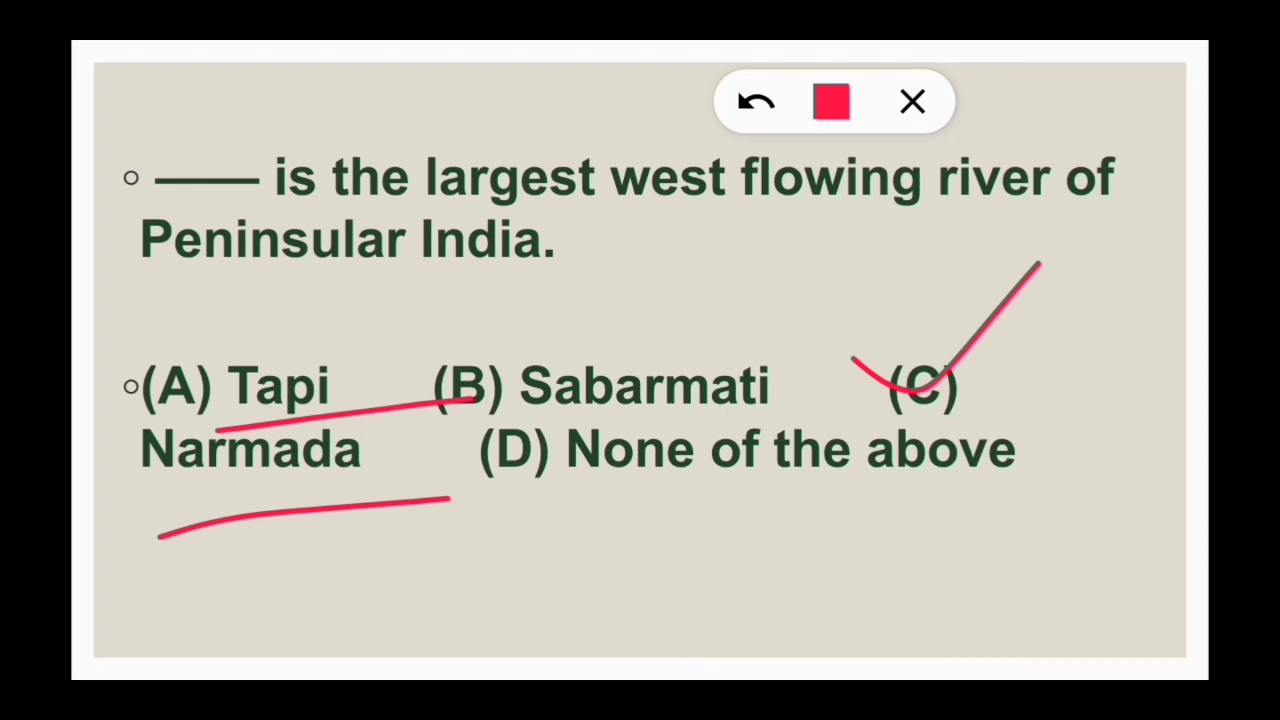 —— is the largest west flowing river of
Peninsular India.
(A) Tapi (B) Sabarmati (C)
Narmada (D) None of the above